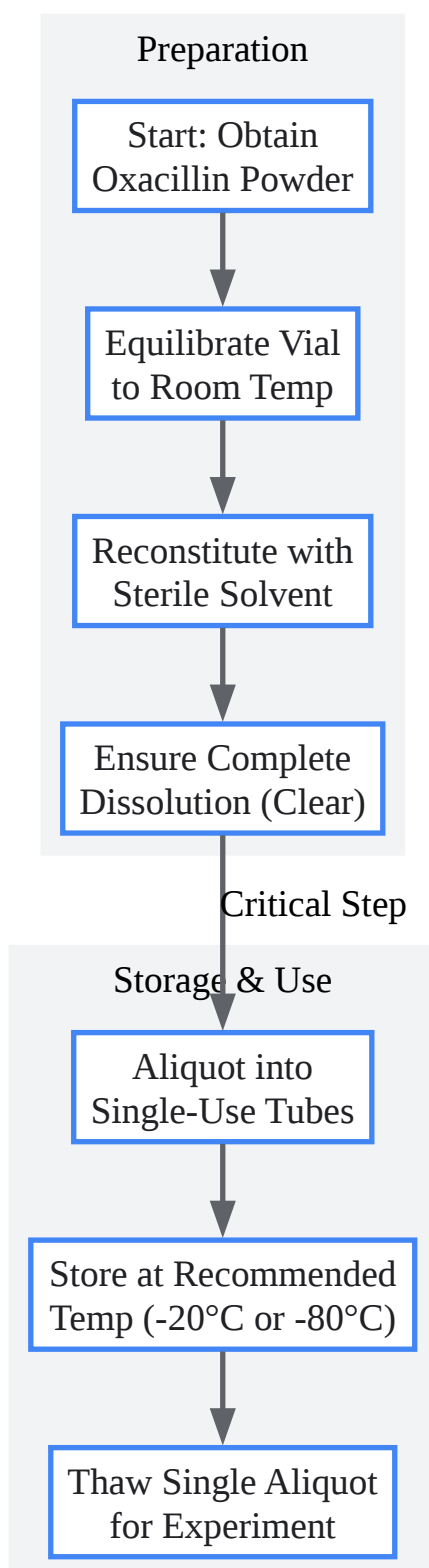 Preparation
Start: Obtain
Oxacillin Powder
Equilibrate Vial
to Room Temp
Reconstitute with
Sterile Solvent
Ensure Complete
Dissolution (Clear)
Critical Step
Storage & Use
Aliquot into
Single-Use Tubes
Store at Recommended
Temp (-20°C or -80°C)
Thaw Single Aliquot
for Experiment